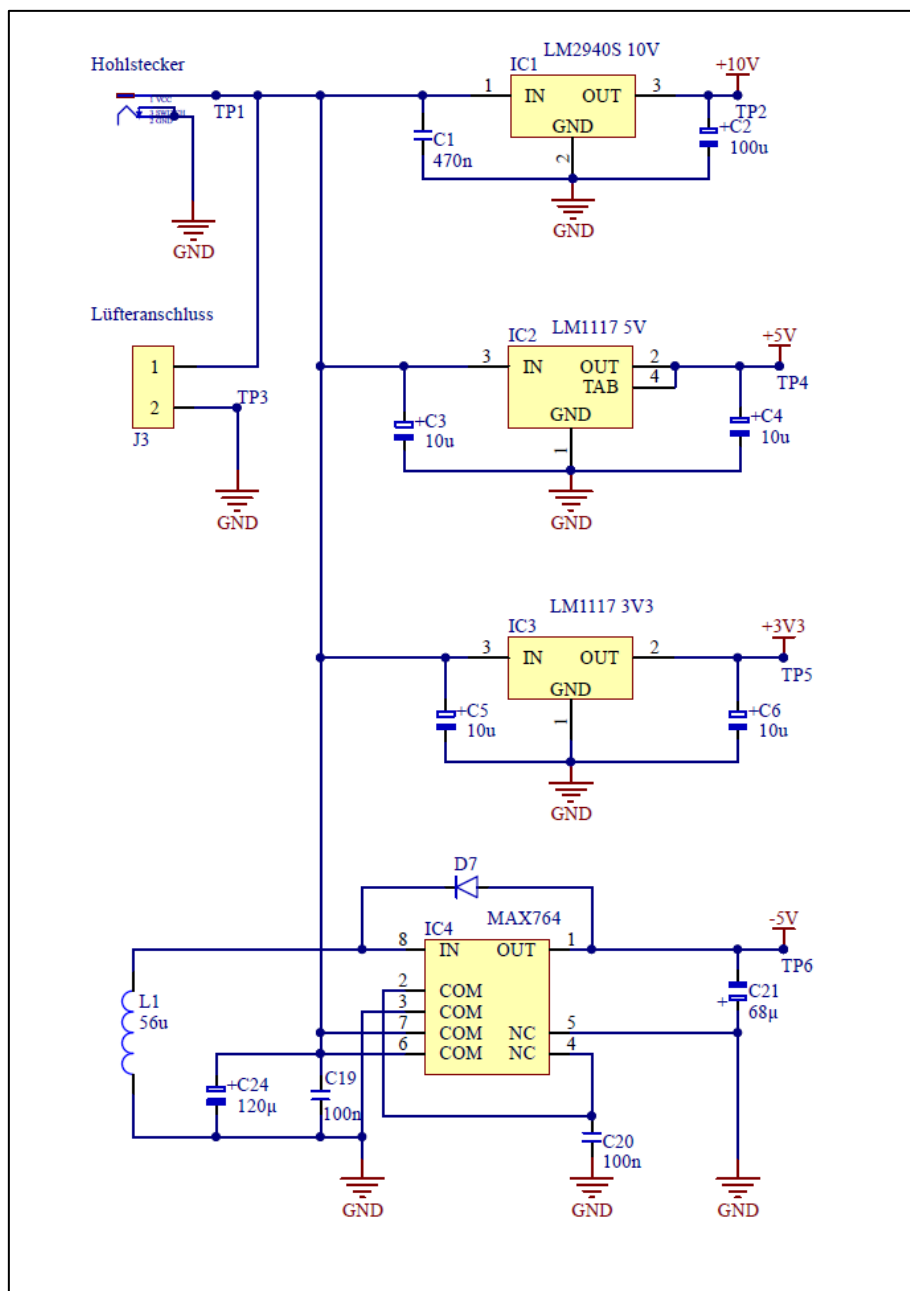 Hohlstecker
1 VCC
2 GND
TP1
GND
LM2940S 10V
IC1
1
IN
OUT
3
GND
2
C1
470n
+10V
TP2
+C2
100u
GND
Lüfteranschluss
1
2
J3
TP3
GND
LM1117 5V
IC2
3
IN
OUT
2
TAB
4
GND
1
+C3
10u
+5V
TP4
+C4
10u
GND
LM1117 3V3
IC3
3
IN
OUT
2
GND
1
+C5
10u
+3V3
TP5
+C6
10u
GND
D7
MAX764
IC4
8
IN
OUT
1
2
COM
3
COM
7
COM
NC
5
6
COM
NC
4
-5V
TP6
C21
+
68µ
L1
56u
+C24
120µ
C19
100n
C20
100n
GND
GND
GND